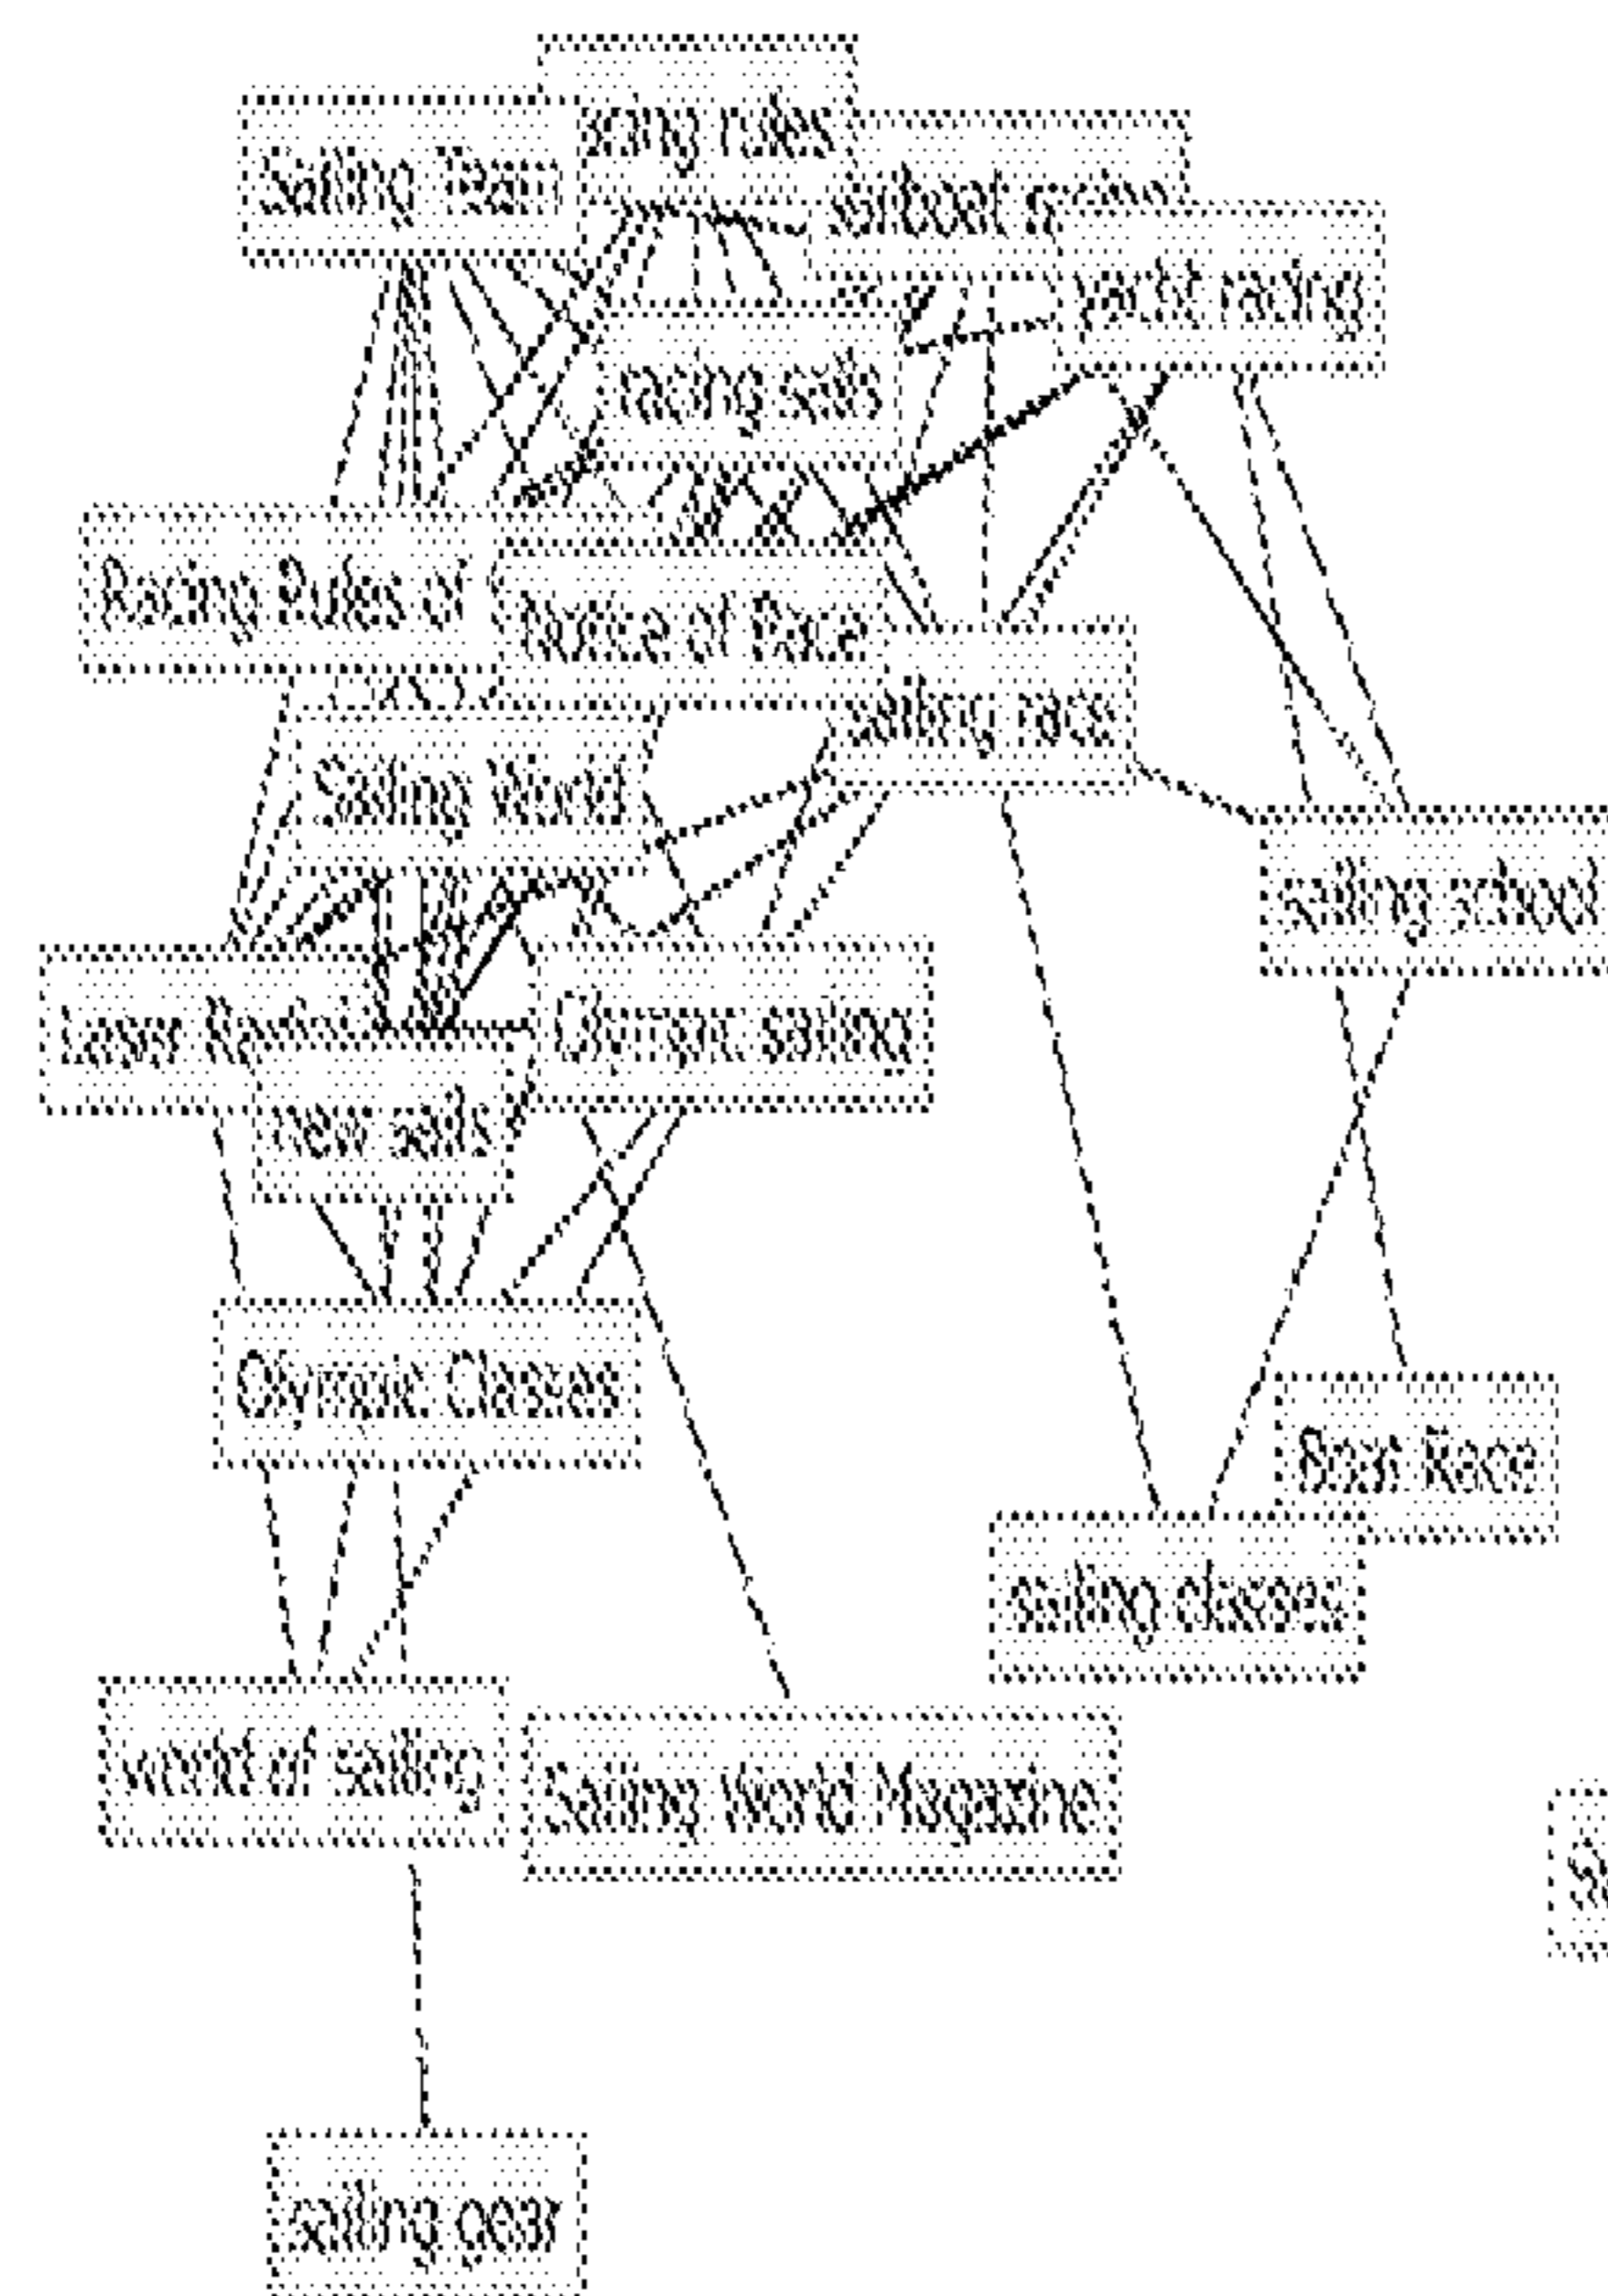 racing rules
Sailing Team
sailboat racing
yacht racing
racing sails
Racing Rules of
Notice of Race
sailing race
Sailing World
sailing school
Laser Radial
Olympic sailing
new sails
Olympic Classes
Boat Race
sailing classes
world of sailing
Sailing World Magazine
sailing gear